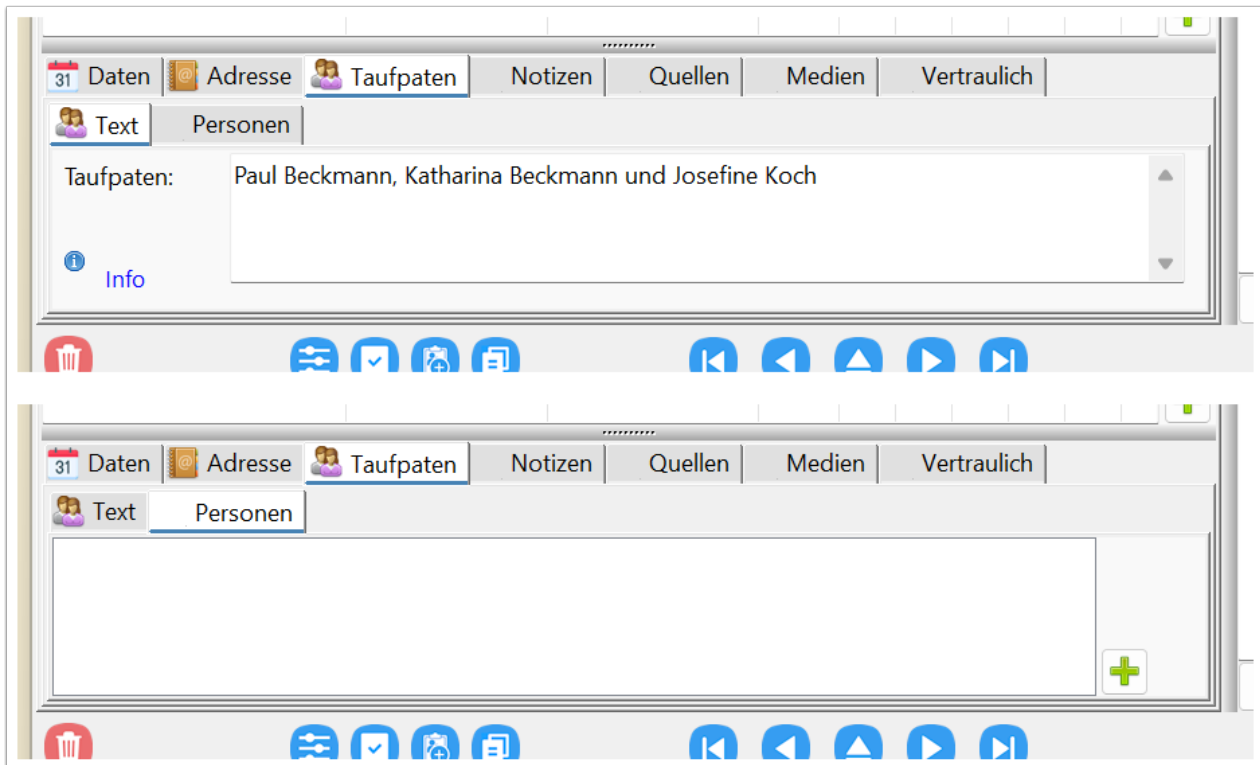 31 Daten @ Adresse Taufpaten Notizen Quellen Medien Vertraulich
Text Personen
Taufpaten: Paul Beckmann, Katharina Beckmann und Josefine Koch
Info
31 Daten @ Adresse Taufpaten Notizen Quellen Medien Vertraulich
Text Personen